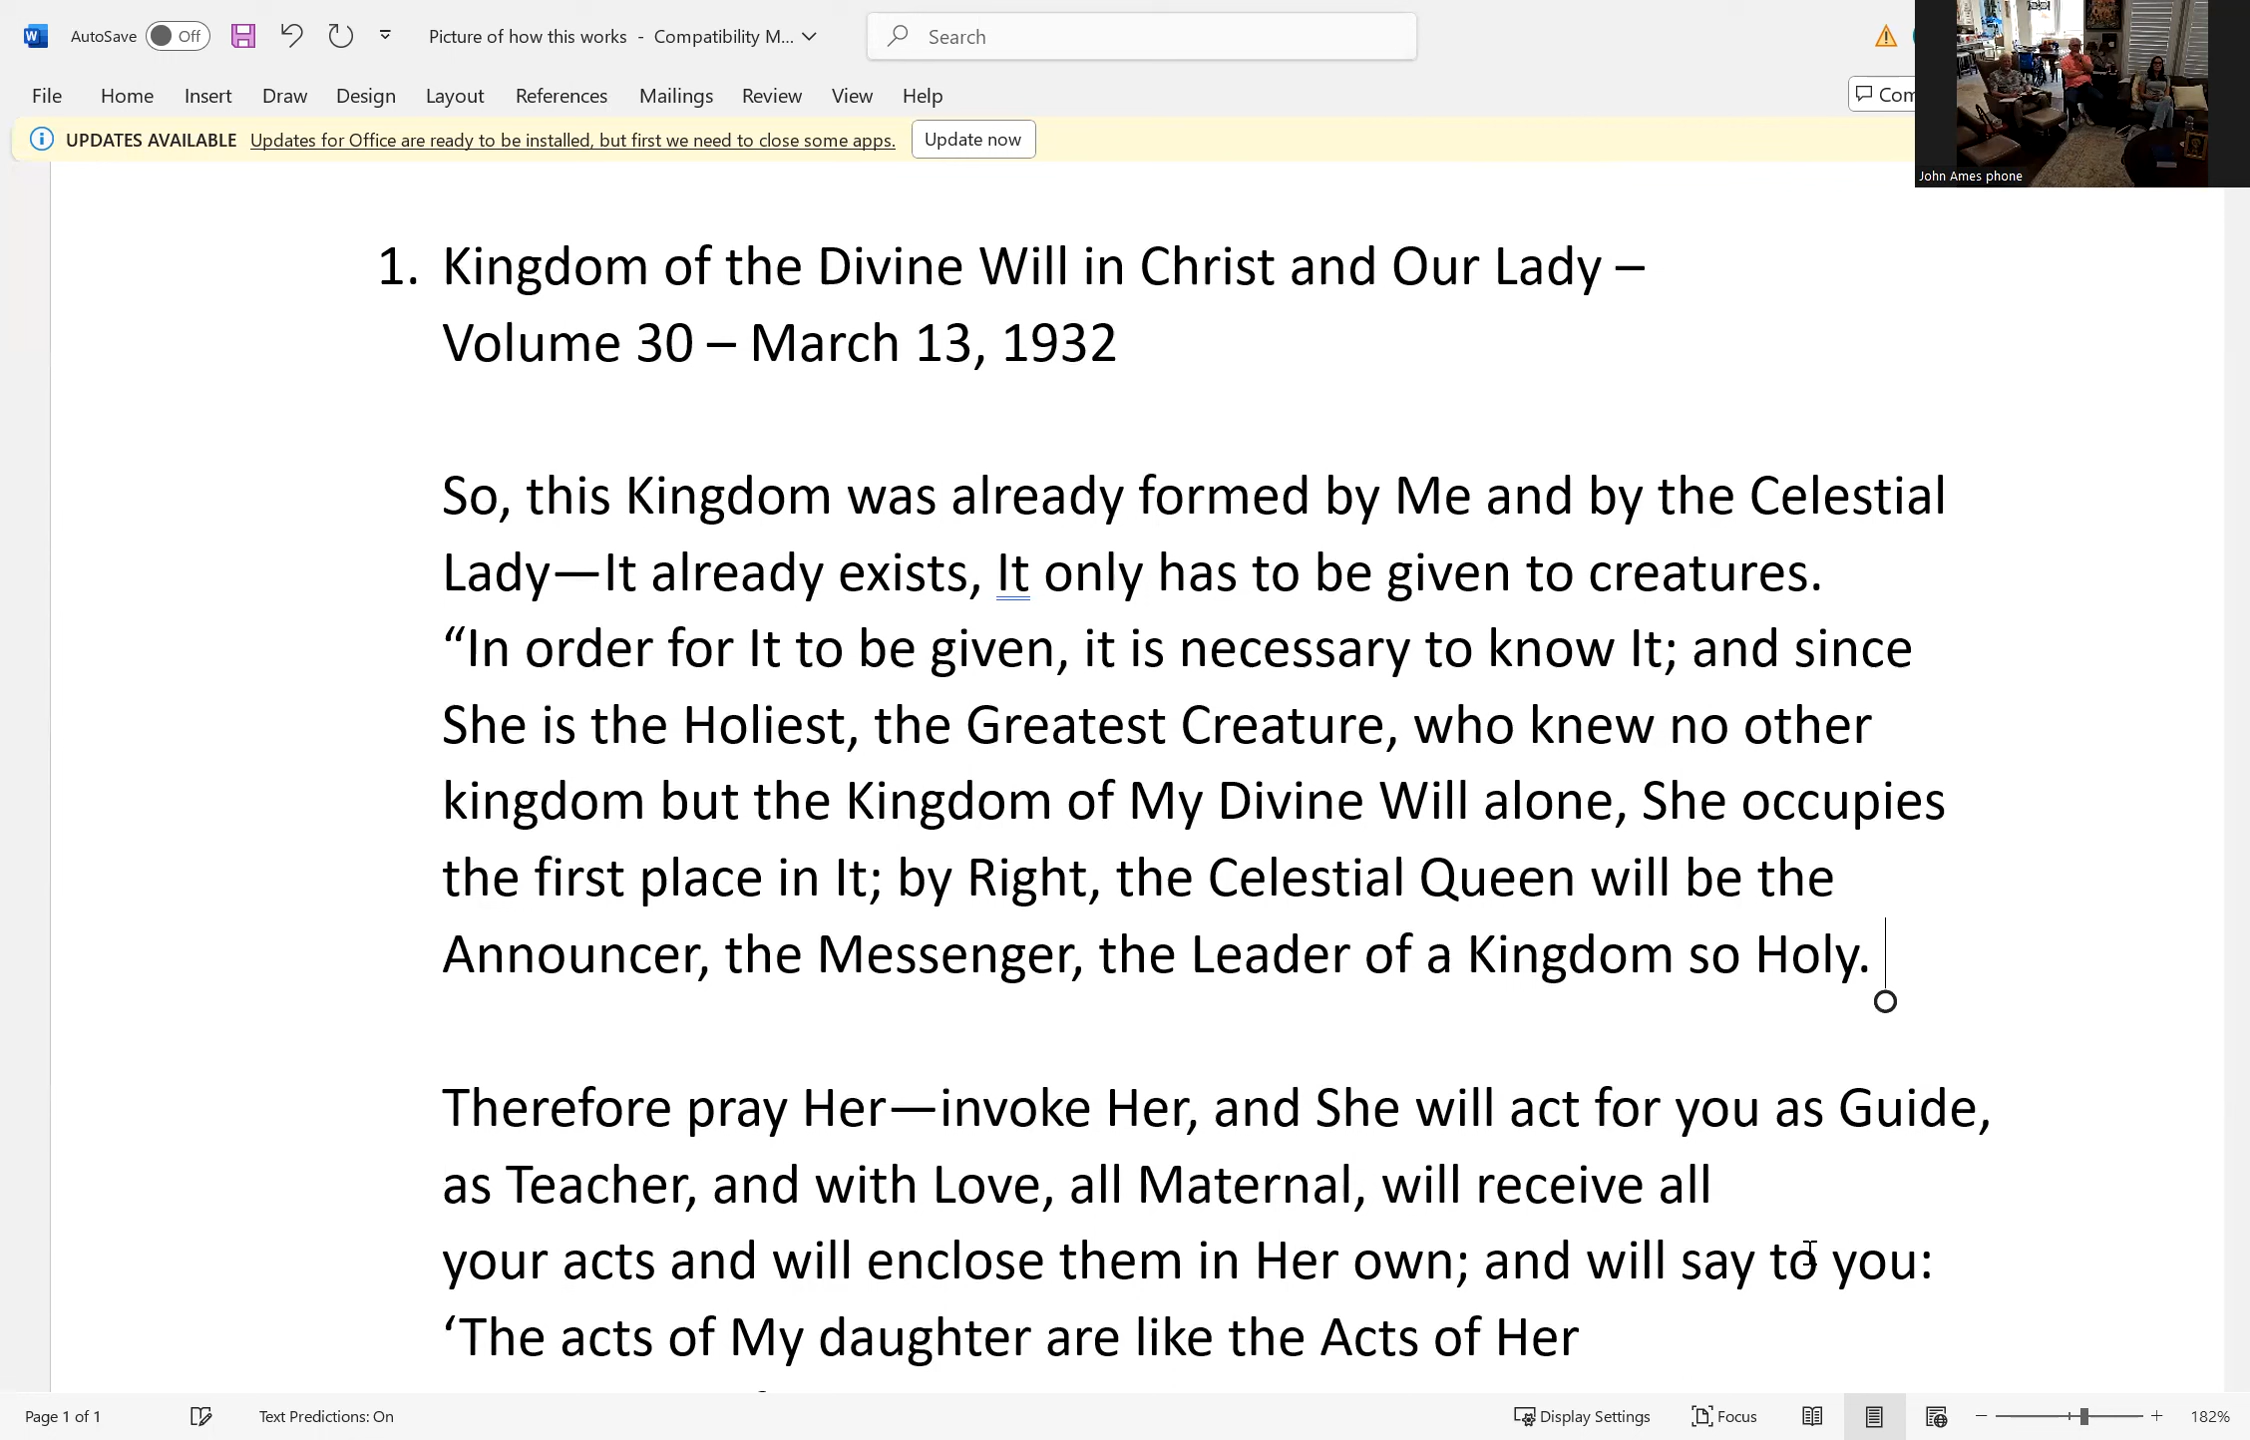 AutoSave Off Picture of how this works - Compatibility M... Search
File Home Insert Draw Design Layout References Mailings Review View Help Com
UPDATES AVAILABLE Updates for Office are ready to be installed, but first we need to close some apps. Update now
John Ames phone
1. Kingdom of the Divine Will in Christ and Our Lady –
Volume 30 – March 13, 1932
So, this Kingdom was already formed by Me and by the Celestial
Lady—It already exists, It only has to be given to creatures.
“In order for It to be given, it is necessary to know It; and since
She is the Holiest, the Greatest Creature, who knew no other
kingdom but the Kingdom of My Divine Will alone, She occupies
the first place in It; by Right, the Celestial Queen will be the
Announcer, the Messenger, the Leader of a Kingdom so Holy.
Therefore pray Her—invoke Her, and She will act for you as Guide,
as Teacher, and with Love, all Maternal, will receive all
your acts and will enclose them in Her own; and will say to you:
‘The acts of My daughter are like the Acts of Her
Page 1 of 1 Text Predictions: On Display Settings Focus 182%